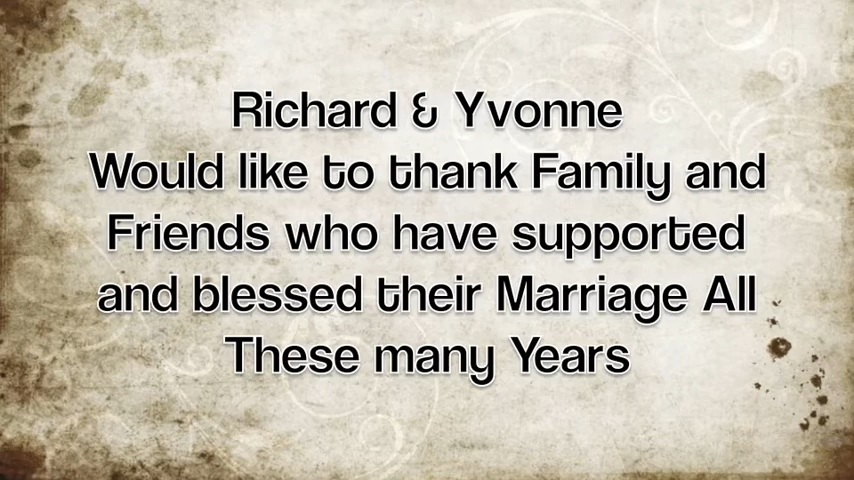 Richard & Yvonne
Would like to thank Family and
Friends who have supported
and blessed their Marriage All
These many Years